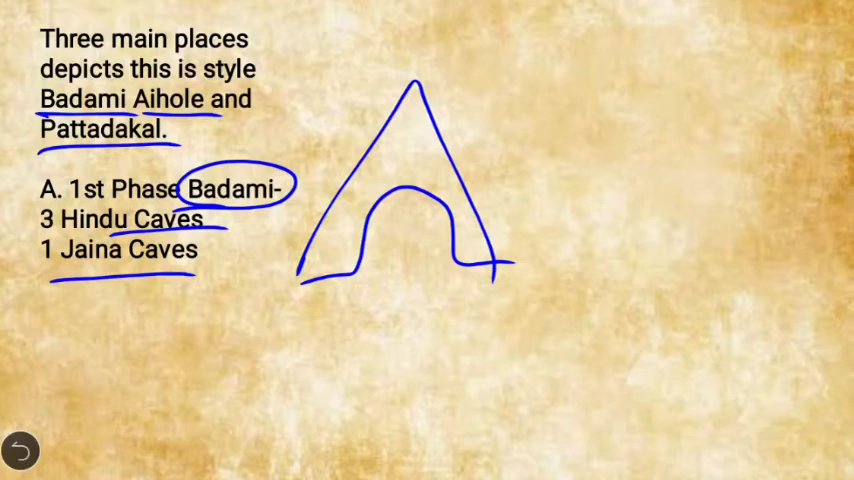 Three main places
depicts this is style
Badami Aihole and
Pattadakal.
A. 1st Phase Badami-
3 Hindu Caves
1 Jaina Caves